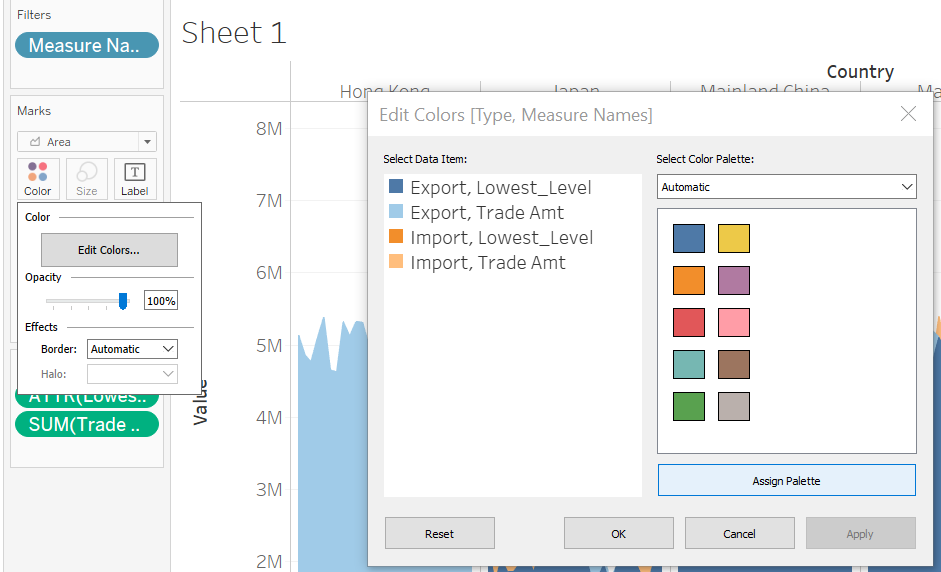 Filters
Measure Na..
Marks
Area
Color
Size
Label
Color
Edit Colors...
Opacity
100%
Effects
Border:
Automatic
Halo:
SUM(Trade ..
Sheet 1
Country
Hong Kong
Japan
Mainland China
Value
8M
7M
6M
5M
4M
3M
2M
Edit Colors [Type, Measure Names]
Select Data Item:
Export, Lowest_Level
Export, Trade Amt
Import, Lowest_Level
Import, Trade Amt
Select Color Palette:
Automatic
Assign Palette
Reset
OK
Cancel
Apply